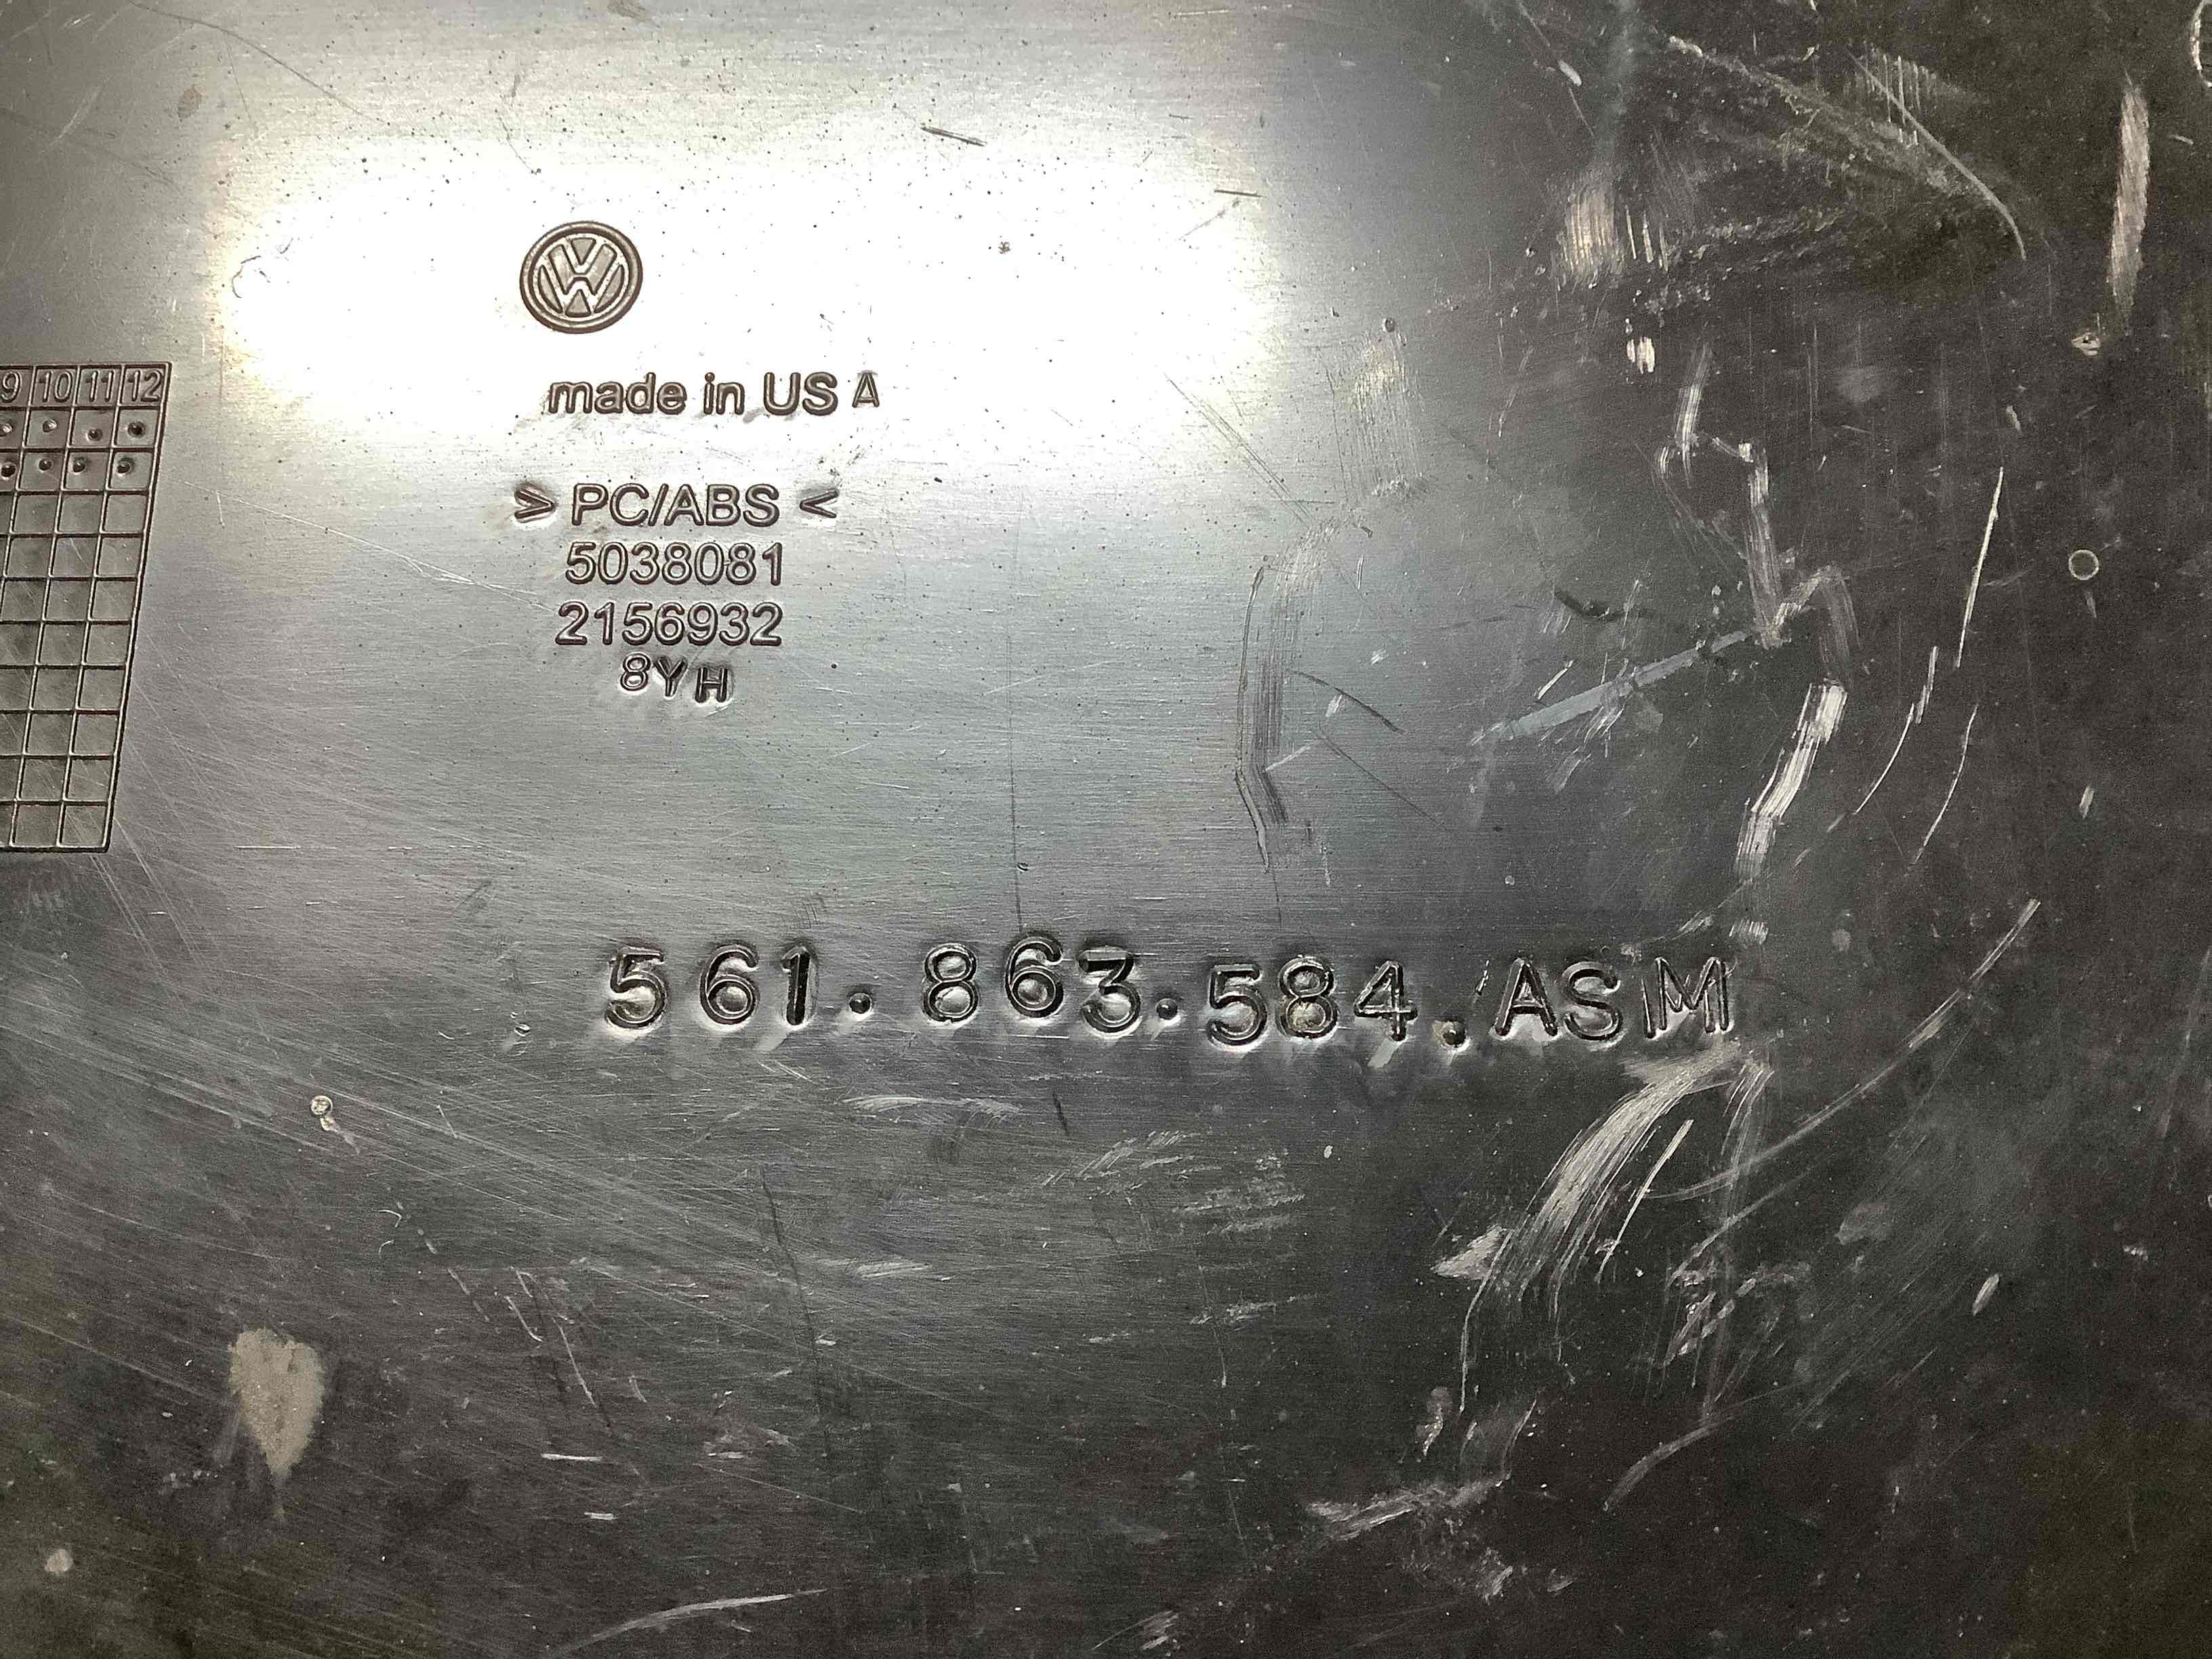 9 10 11 12
made in USA
> PC/ABS <
5038081
2156932
8YH
561.863.584.ASM